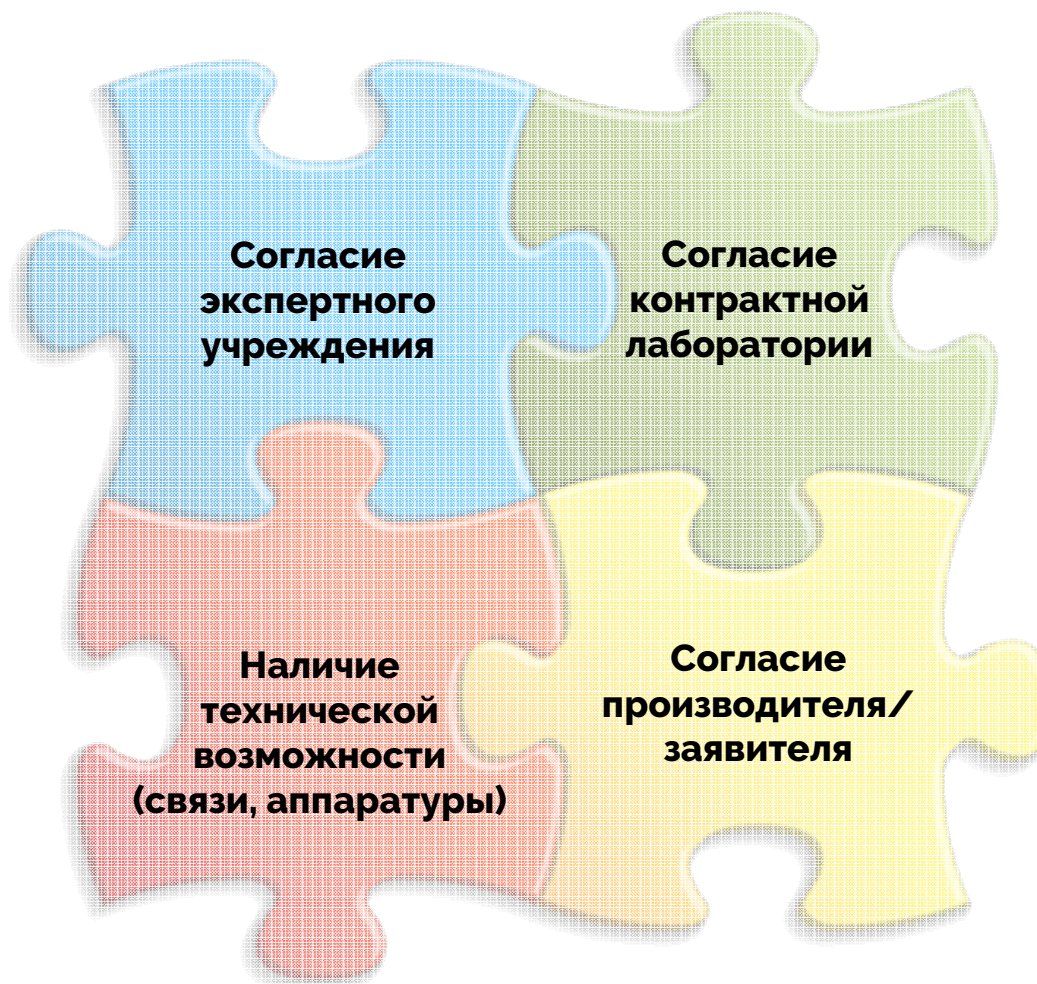 Согласие
экспертного
учреждения
Согласие
контрактной
лаборатории
Наличие
технической
возможности
(связи, аппаратуры)
Согласие
производителя/
заявителя